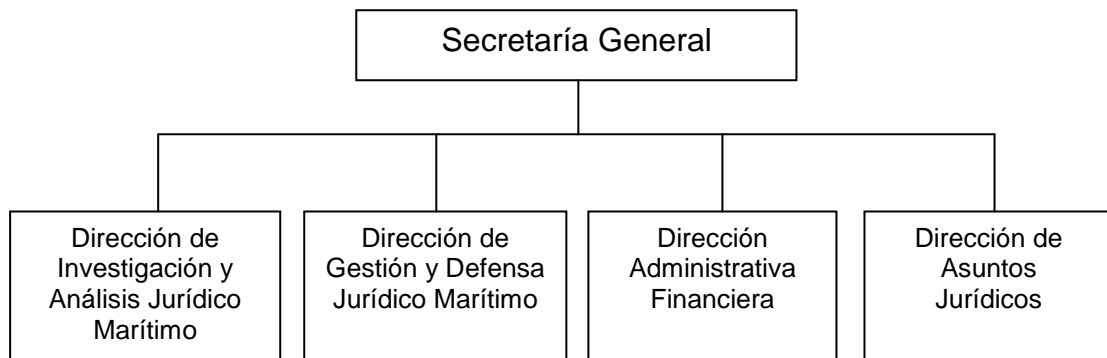 Secretaría General
Dirección de
Investigación y
Análisis Jurídico
Marítimo
Dirección de
Gestión y Defensa
Jurídico Marítimo
Dirección
Administrativa
Financiera
Dirección de
Asuntos
Jurídicos